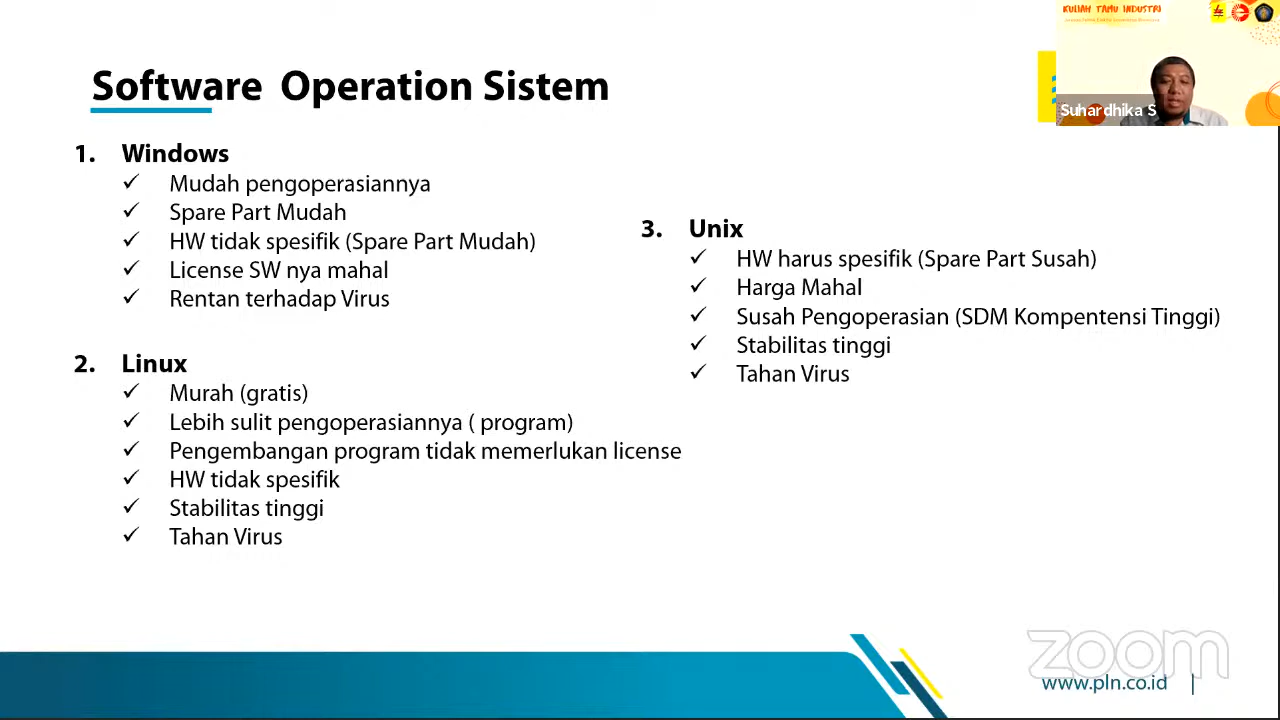 KULIAH TAMU INDUSTRI
Suhardhika S
Software Operation Sistem
1. Windows
✓ Mudah pengoperasiannya
✓ Spare Part Mudah
✓ HW tidak spesifik (Spare Part Mudah)
✓ License SW nya mahal
✓ Rentan terhadap Virus
2. Linux
✓ Murah (gratis)
✓ Lebih sulit pengoperasiannya ( program)
✓ Pengembangan program tidak memerlukan license
✓ HW tidak spesifik
✓ Stabilitas tinggi
✓ Tahan Virus
3. Unix
✓ HW harus spesifik (Spare Part Susah)
✓ Harga Mahal
✓ Susah Pengoperasian (SDM Kompentensi Tinggi)
✓ Stabilitas tinggi
✓ Tahan Virus
zoom
www.pln.co.id |